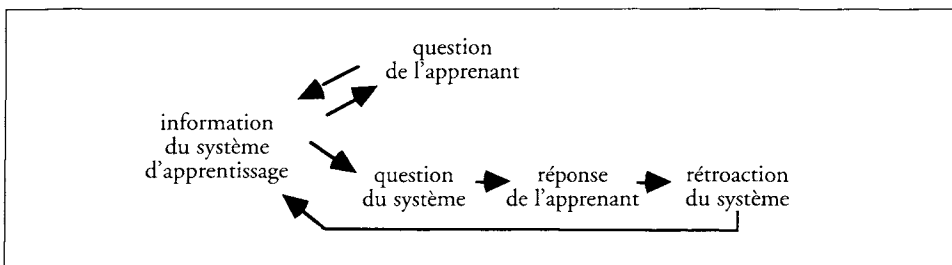 question
de l'apprenant
information
du système
d'apprentissage
question
du système
réponse
de l'apprenant
rétroaction
du système